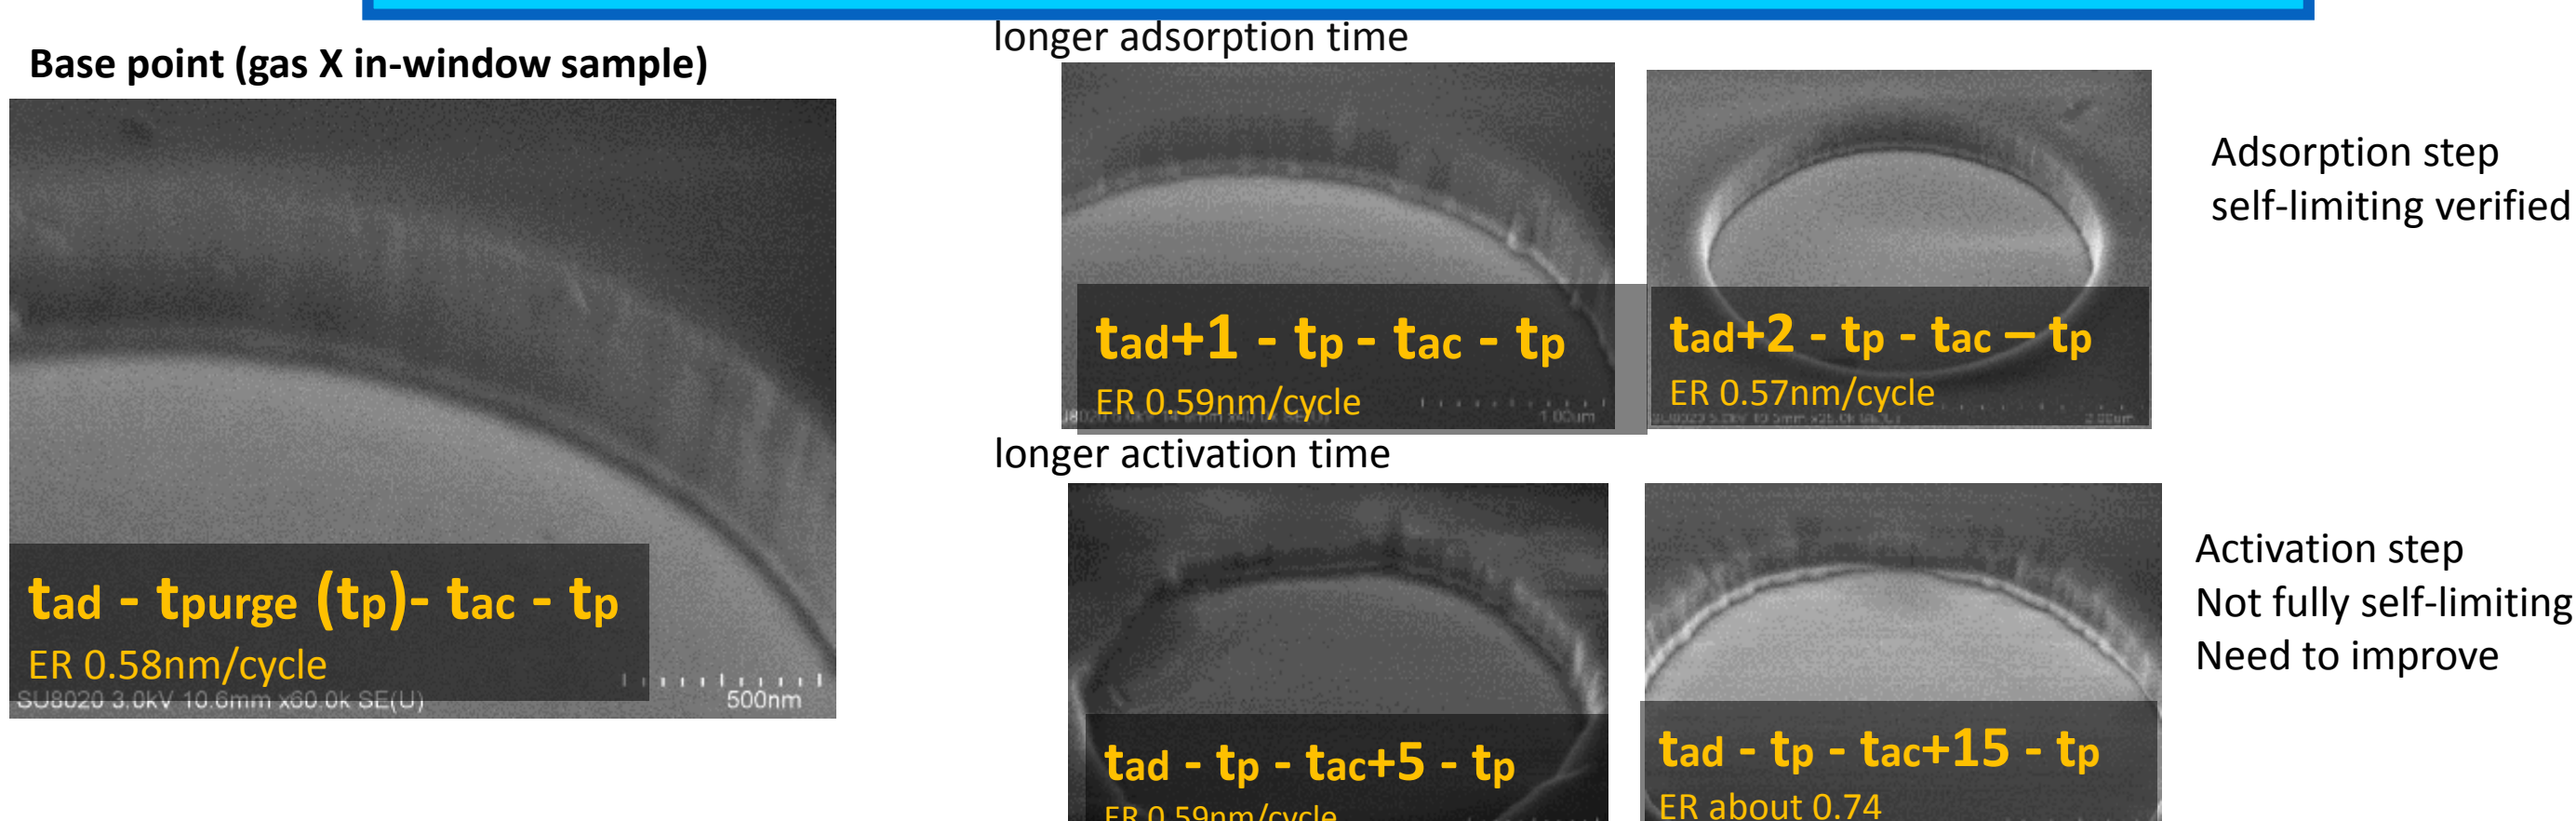 Base point (gas X in-window sample)
tad - tpurge (tp)- tac - tp
ER 0.58nm/cycle
SU8020 3.0kV 10.6mm x60.0k SE(U)
500nm
longer adsorption time
tad+1 - tp - tac - tp
ER 0.59nm/cycle
1.00um
tad+2 - tp - tac – tp
ER 0.57nm/cycle
2.00um
Adsorption step
self-limiting verified
longer activation time
tad - tp - tac+5 - tp
ER 0.59nm/cycle
tad - tp - tac+15 - tp
ER about 0.74
Activation step
Not fully self-limiting
Need to improve